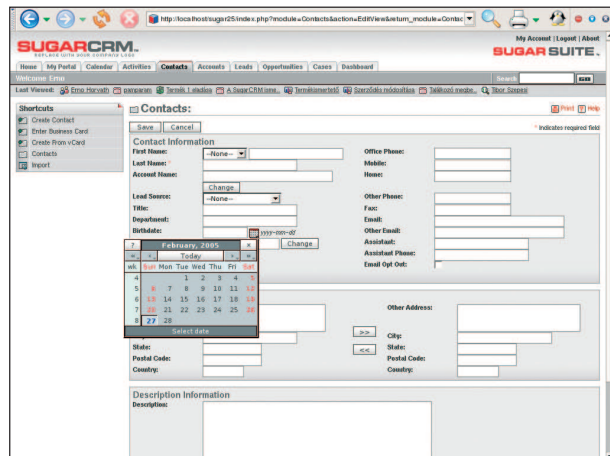 http://localhost/sugar25/index.php?module=Contacts&action=EditView&return_module=Contac
SUGARCRM.
REPLACE WITH YOUR COMPANY LOGO
My Account | Logout | About
SUGAR SUITE.
Home My Portal Calendar Activities Contacts Accounts Leads Opportunities Cases Dashboard
Welcome Erno
Search
Last Viewed: Erno Horvath pamparam Termék 1 eladása A SugarCRM isme.. Termékismertető Szerződés módosítása Találkozó megbe.. Tibor Szepesi
Shortcuts
Create Contact
Enter Business Card
Create From vCard
Contacts
Import
Contacts:
Print ? Help
Save Cancel
* Indicates required field
Contact Information
First Name: --None--
Last Name: *
Account Name:
Change
Lead Source: --None--
Title:
Department:
Birthdate: yyyy-mm-dd
Change
Office Phone:
Mobile:
Home:
Other Phone:
Fax:
Email:
Other Email:
Assistant:
Assistant Phone:
Email Opt Out:
? February, 2005 ×
« ‹ Today › »
wk Sun Mon Tue Wed Thu Fri Sat
4 1 2 3 4 5
5 6 7 8 9 10 11 12
6 13 14 15 16 17 18 19
7 20 21 22 23 24 25 26
8 27 28
Select date
State:
Postal Code:
Country:
>>
<<
Other Address:
City:
State:
Postal Code:
Country:
Description Information
Description: